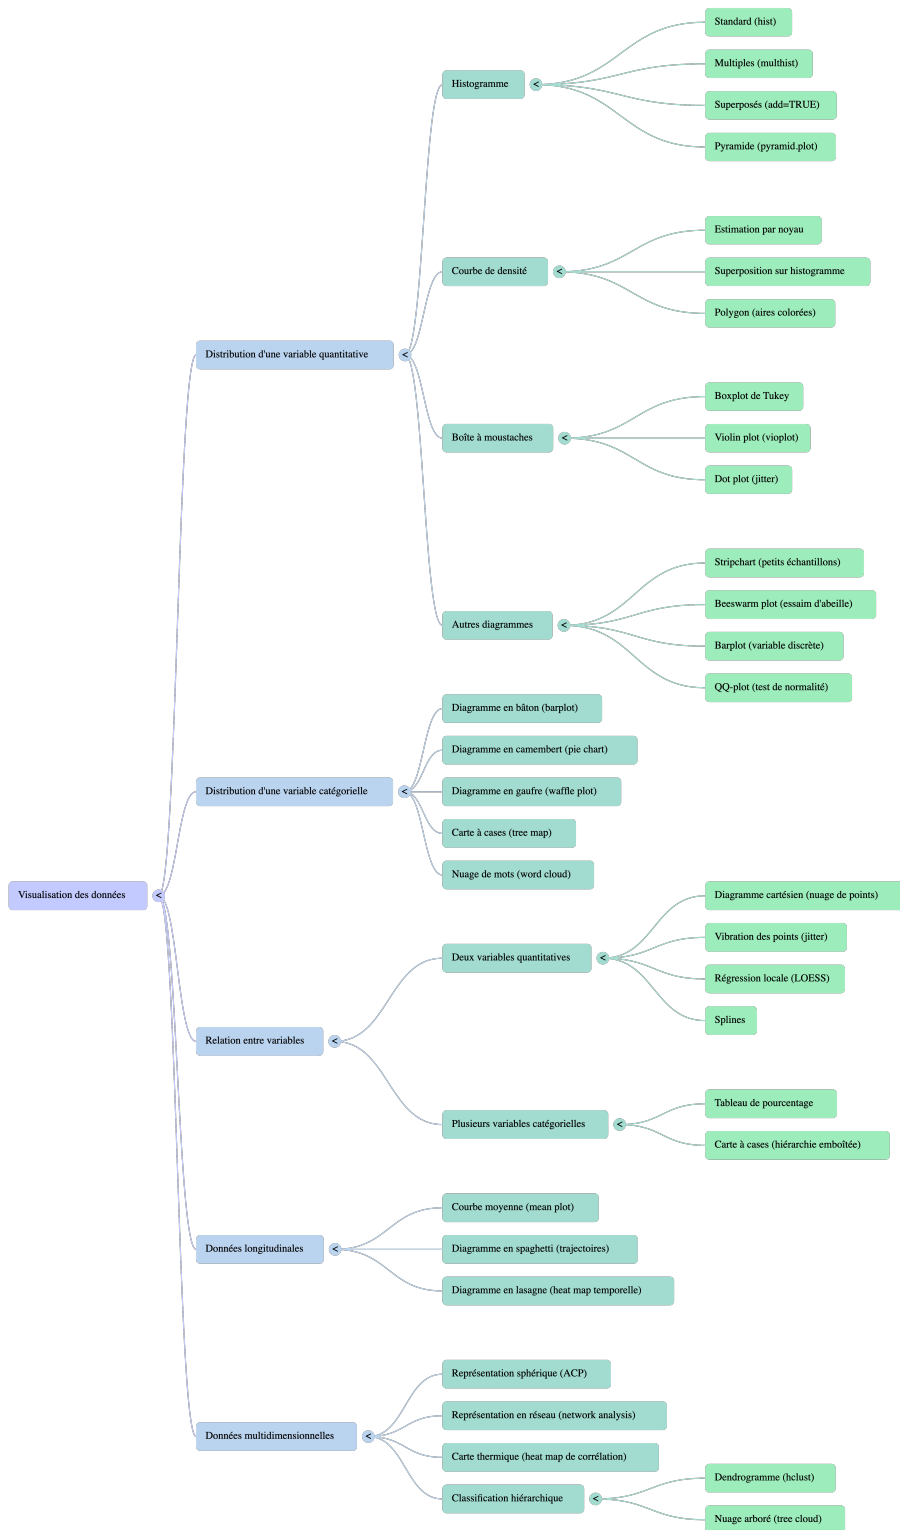 Visualisation des données
Distribution d'une variable quantitative
Histogramme
Standard (hist)
Multiples (multhist)
Superposés (add=TRUE)
Pyramide (pyramid.plot)
Courbe de densité
Estimation par noyau
Superposition sur histogramme
Polygon (aires colorées)
Boîte à moustaches
Boxplot de Tukey
Violin plot (vioplot)
Dot plot (jitter)
Autres diagrammes
Stripchart (petits échantillons)
Beeswarm plot (essaim d'abeille)
Barplot (variable discrète)
QQ-plot (test de normalité)
Distribution d'une variable catégorielle
Diagramme en bâton (barplot)
Diagramme en camembert (pie chart)
Diagramme en gaufre (waffle plot)
Carte à cases (tree map)
Nuage de mots (word cloud)
Relation entre variables
Deux variables quantitatives
Diagramme cartésien (nuage de points)
Vibration des points (jitter)
Régression locale (LOESS)
Splines
Plusieurs variables catégorielles
Tableau de pourcentage
Carte à cases (hiérarchie emboîtée)
Données longitudinales
Courbe moyenne (mean plot)
Diagramme en spaghetti (trajectoires)
Diagramme en lasagne (heat map temporelle)
Données multidimensionnelles
Représentation sphérique (ACP)
Représentation en réseau (network analysis)
Carte thermique (heat map de corrélation)
Classification hiérarchique
Dendrogramme (hclust)
Nuage arboré (tree cloud)